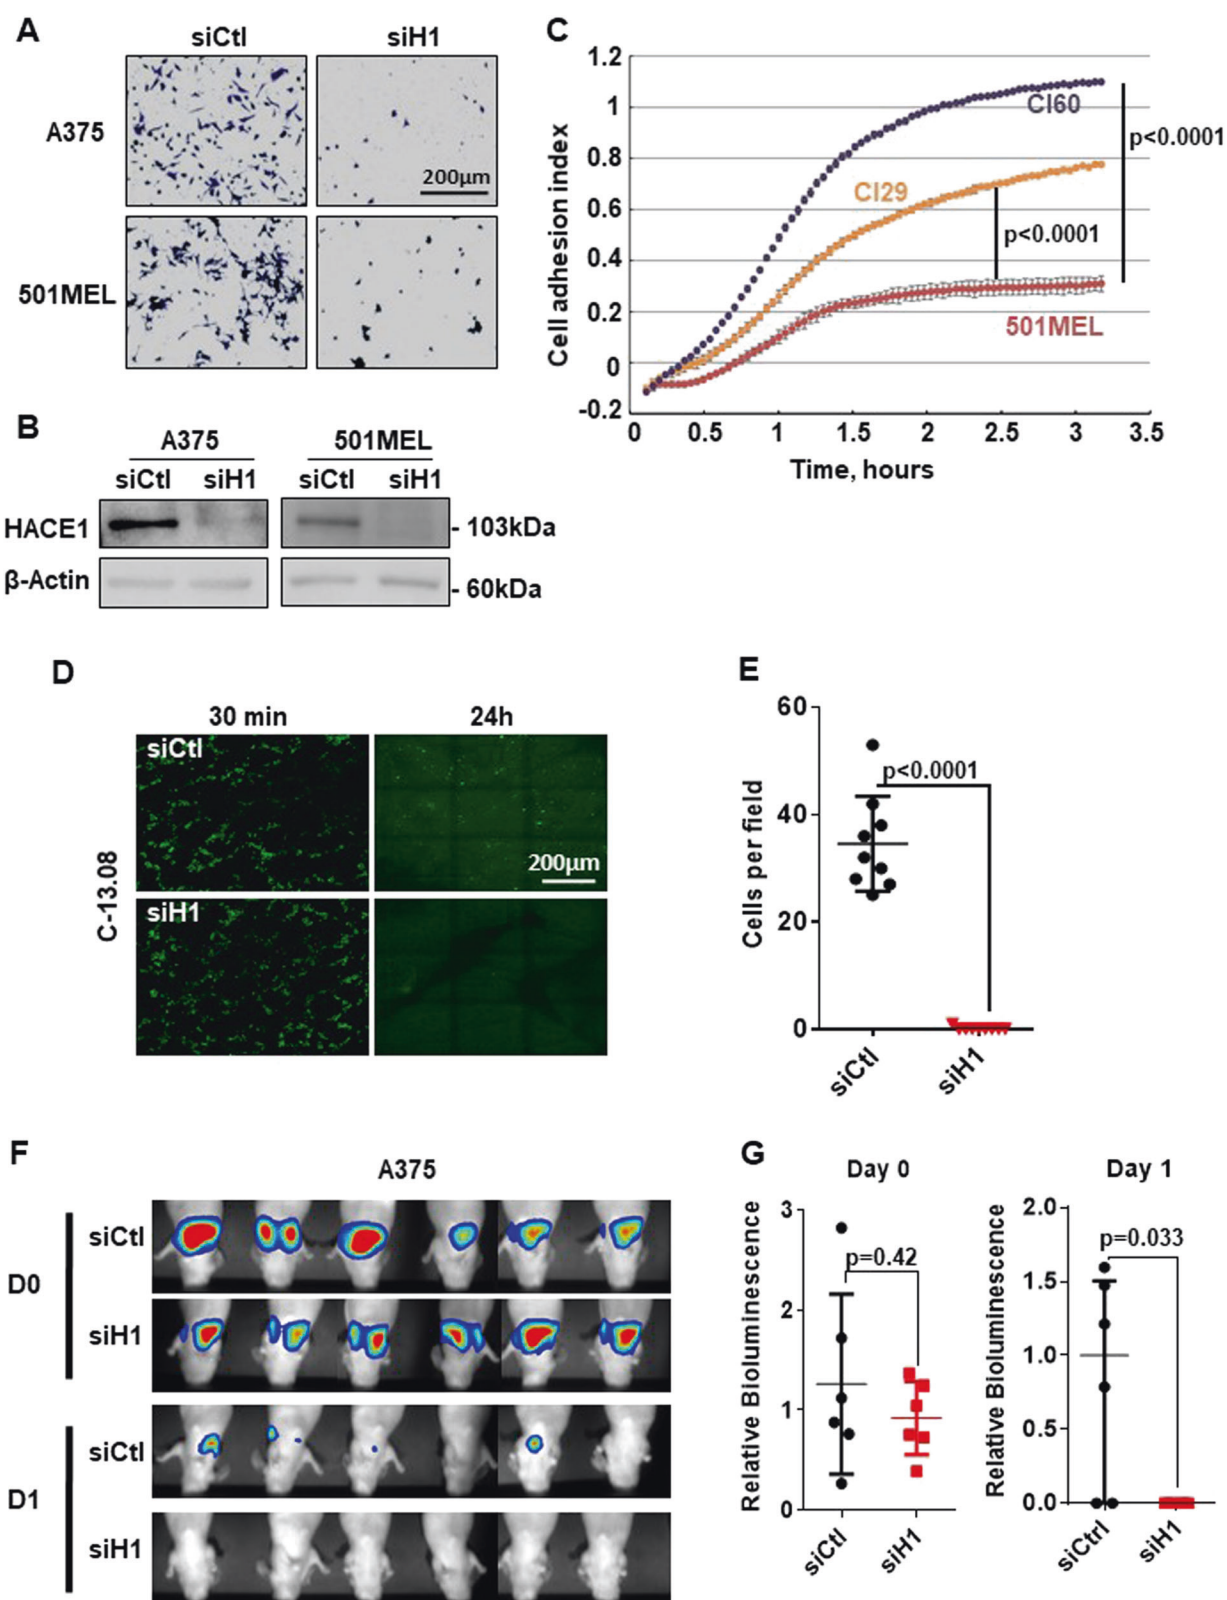 A
siCtl siH1
A375
200µm
501MEL
B
A375 501MEL
siCtl siH1 siCtl siH1
HACE1
- 103kDa
β-Actin
- 60kDa
C
Cell adhesion index
1.2
1
0.8
0.6
0.4
0.2
0
-0.2
Cl60
Cl29
501MEL
p<0.0001
p<0.0001
0 0.5 1 1.5 2 2.5 3 3.5
Time, hours
D
30 min 24h
C-13.08
siCtl
200µm
siH1
E
Cells per field
60
40
20
0
p<0.0001
siCtl siH1
F
A375
D0
siCtl
siH1
D1
siCtl
siH1
G
Day 0
Relative Bioluminescence
3
2
1
0
p=0.42
siCtl siH1
Day 1
Relative Bioluminescence
2.0
1.5
1.0
0.5
0.0
p=0.033
siCtrl siH1